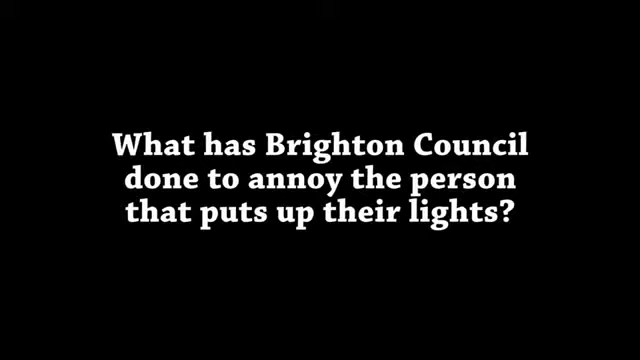 What has Brighton Council
done to annoy the person
that puts up their lights?